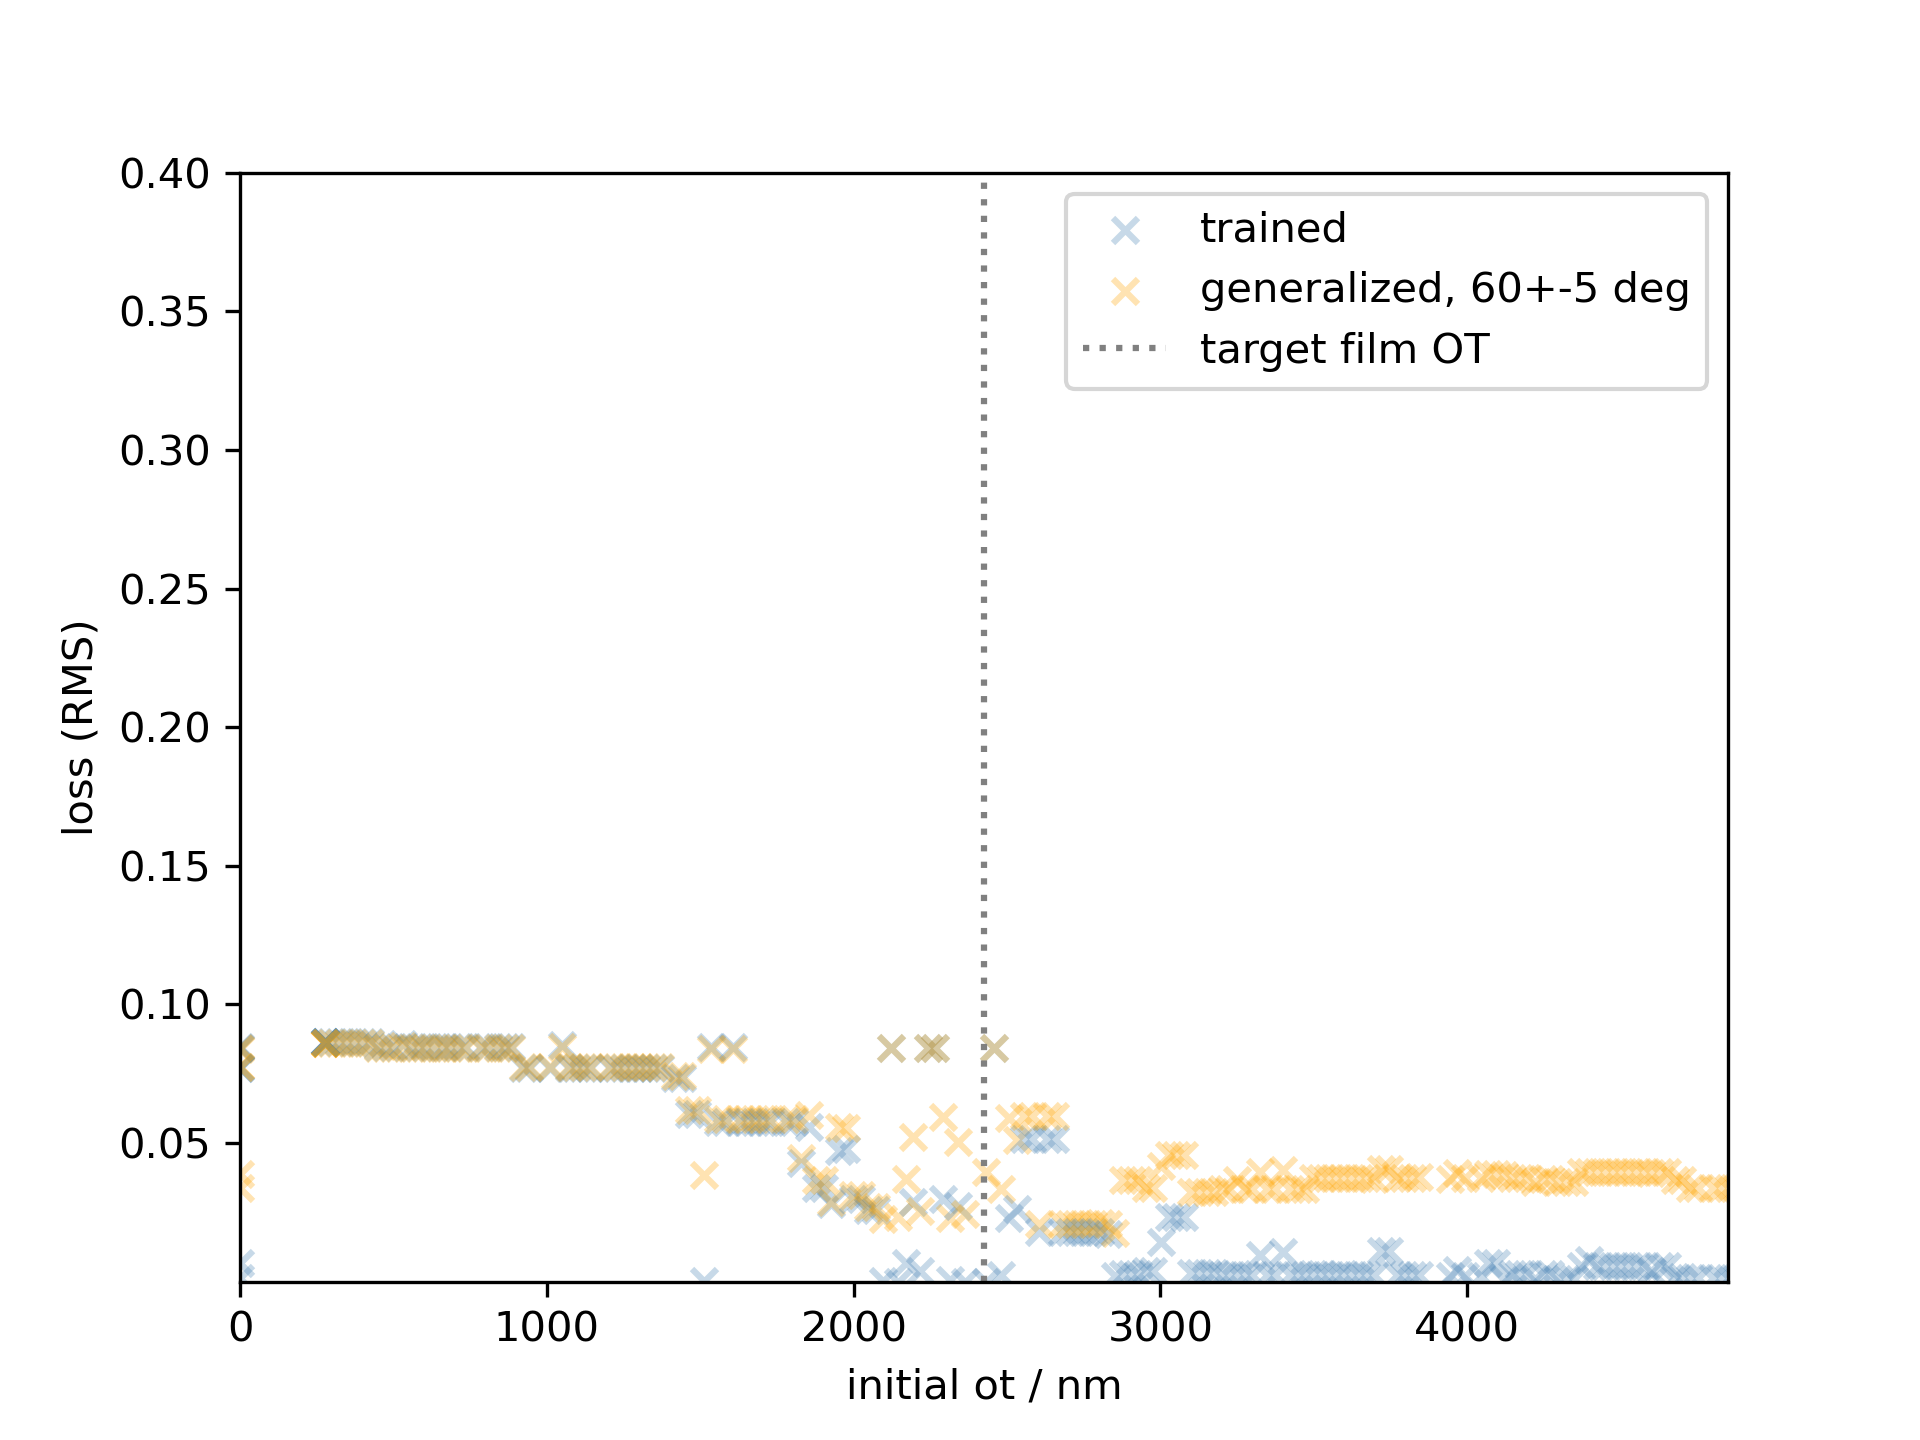 0.40
0.35
0.30
0.25
0.20
0.15
0.10
0.05
loss (RMS)
trained
generalized, 60+-5 deg
target film OT
0 1000 2000 3000 4000
initial ot / nm